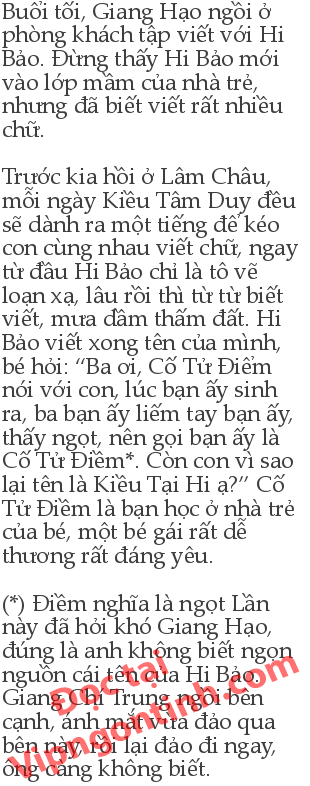 Buổi tối, Giang Hạo ngồi ở
phòng khách tập viết với Hi
Bảo. Đừng thấy Hi Bảo mới
vào lớp mầm của nhà trẻ,
nhưng đã biết viết rất nhiều
chữ.
Trước kia hồi ở Lâm Châu,
mỗi ngày Kiều Tâm Duy đều
sẽ dành ra một tiếng để kéo
con cùng nhau viết chữ, ngay
từ đầu Hi Bảo chỉ là tô vẽ
loạn xạ, lâu rồi thì từ từ biết
viết, mưa dầm thấm đất. Hi
Bảo viết xong tên của mình,
bé hỏi: “Ba ơi, Cố Tử Điềm
nói với con, lúc bạn ấy sinh
ra, ba bạn ấy liếm tay bạn ấy,
thấy ngọt, nên gọi bạn ấy là
Cố Tử Điềm*. Còn con vì sao
lại tên là Kiều Tại Hi ạ?” Cố
Tử Điềm là bạn học ở nhà trẻ
của bé, một bé gái rất dễ
thương rất đáng yêu.
(*) Điềm nghĩa là ngọt Lần
này đã hỏi khó Giang Hạo,
đúng là anh không biết ngọn
nguồn cái tên của Hi Bảo.
Giang Chí Trung ngồi bên
cạnh, ánh mắt vừa đảo qua
bên này, rồi lại đảo đi ngay,
ông càng không biết.
Đọc tại
Vipngontinh.com